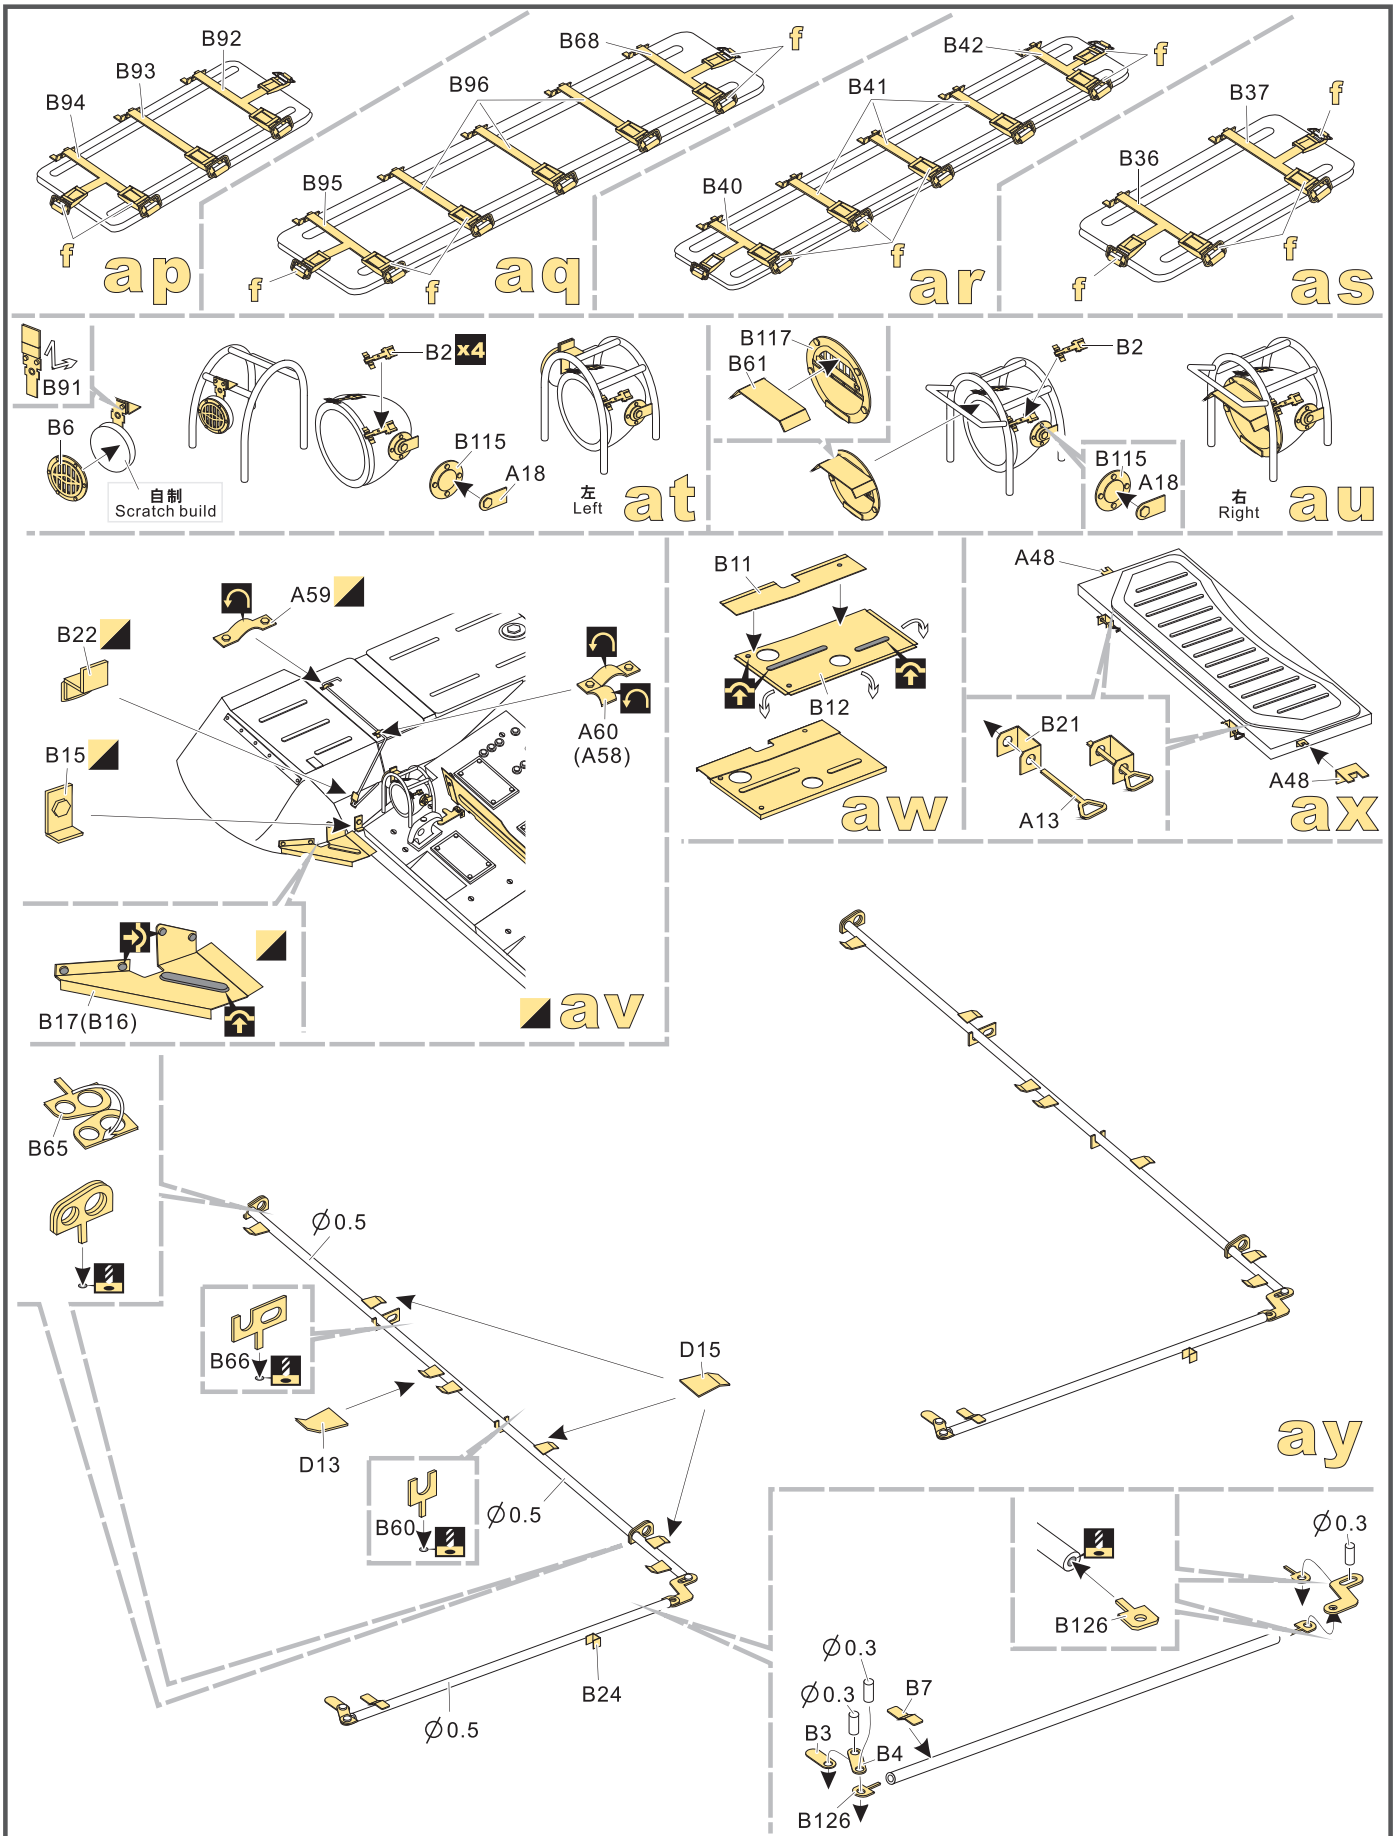 B92
B93
B94
f
ap
B68
f
B96
B95
f
f
aq
B42
f
B41
B40
f
ar
B37
f
B36
f
f
as
B91
B6
自制
Scratch build
B2 x4
B115
A18
左
Left
at
B117
B61
B2
B115
A18
右
Right
au
A59
B22
B15
A60
(A58)
B17(B16)
av
B11
B12
aw
A48
B21
A13
A48
ax
B65
Ø0.5
B66
D15
D13
B60
Ø0.5
B24
Ø0.5
ay
Ø0.3
B126
Ø0.3
Ø0.3
B7
B3
B4
B126